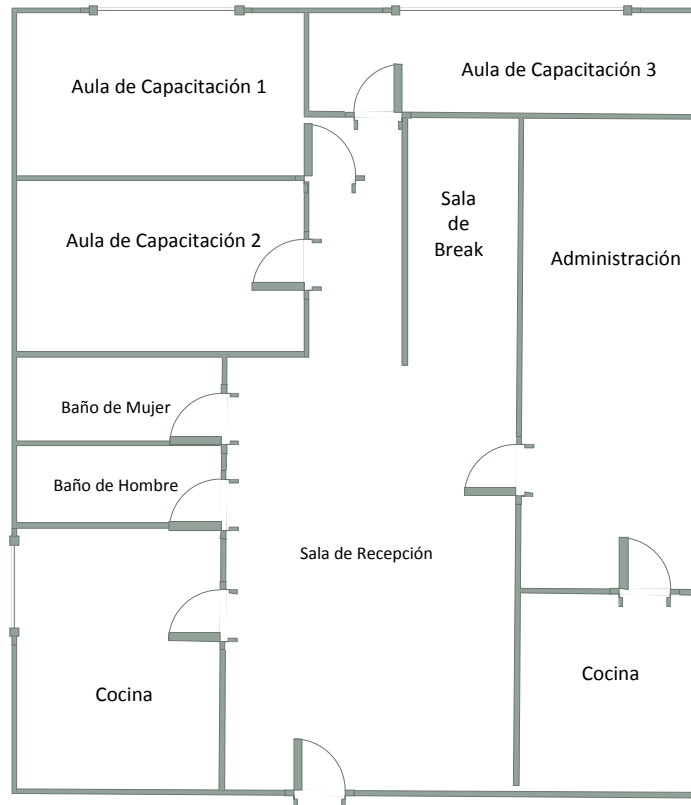 Aula de Capacitación 1
Aula de Capacitación 3
Aula de Capacitación 2
Sala
de
Break
Administración
Baño de Mujer
Baño de Hombre
Sala de Recepción
Cocina
Cocina